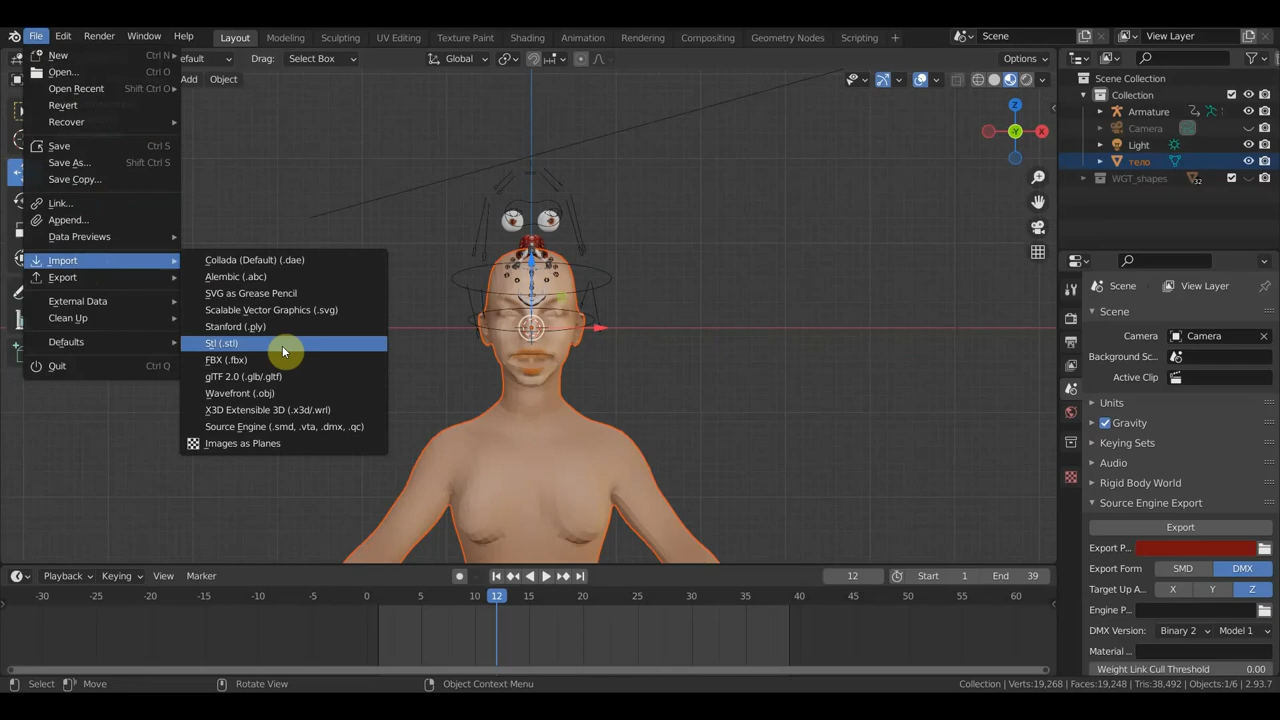 File Edit Render Window Help Layout Modeling Sculpting UV Editing Texture Paint Shading Animation Rendering Compositing Geometry Nodes Scripting + Scene View Layer
efault Drag: Select Box Global Options
Add Object
New Ctrl N
Open... Ctrl O
Open Recent Shift Ctrl O
Revert
Recover
Save Ctrl S
Save As... Shift Ctrl S
Save Copy...
Link...
Append...
Data Previews
Import
Export
External Data
Clean Up
Defaults
Quit Ctrl Q
Collada (Default) (.dae)
Alembic (.abc)
SVG as Grease Pencil
Scalable Vector Graphics (.svg)
Stanford (.ply)
Stl (.stl)
FBX (.fbx)
glTF 2.0 (.glb/.gltf)
Wavefront (.obj)
X3D Extensible 3D (.x3d/.wrl)
Source Engine (.smd, .vta, .dmx, .qc)
Images as Planes
Z
Y
X
Scene Collection
Collection
Armature
Camera
Light
тело
WGT_shapes 32
Scene View Layer
Scene
Camera Camera
Background Sc...
Active Clip
Units
Gravity
Keying Sets
Audio
Rigid Body World
Source Engine Export
Export
Export P...
Export Form SMD DMX
Target Up A... X Y Z
Engine P...
DMX Version: Binary 2 Model 1
Material ...
Weight Link Cull Threshold 0.00
Playback Keying View Marker 12 Start 1 End 39
-30 -25 -20 -15 -10 -5 0 5 10 12 15 20 25 30 35 40 45 50 55 60
Select Move Rotate View Object Context Menu Collection | Verts:19,268 | Faces:19,248 | Tris:38,492 | Objects:1/6 | 2.93.7